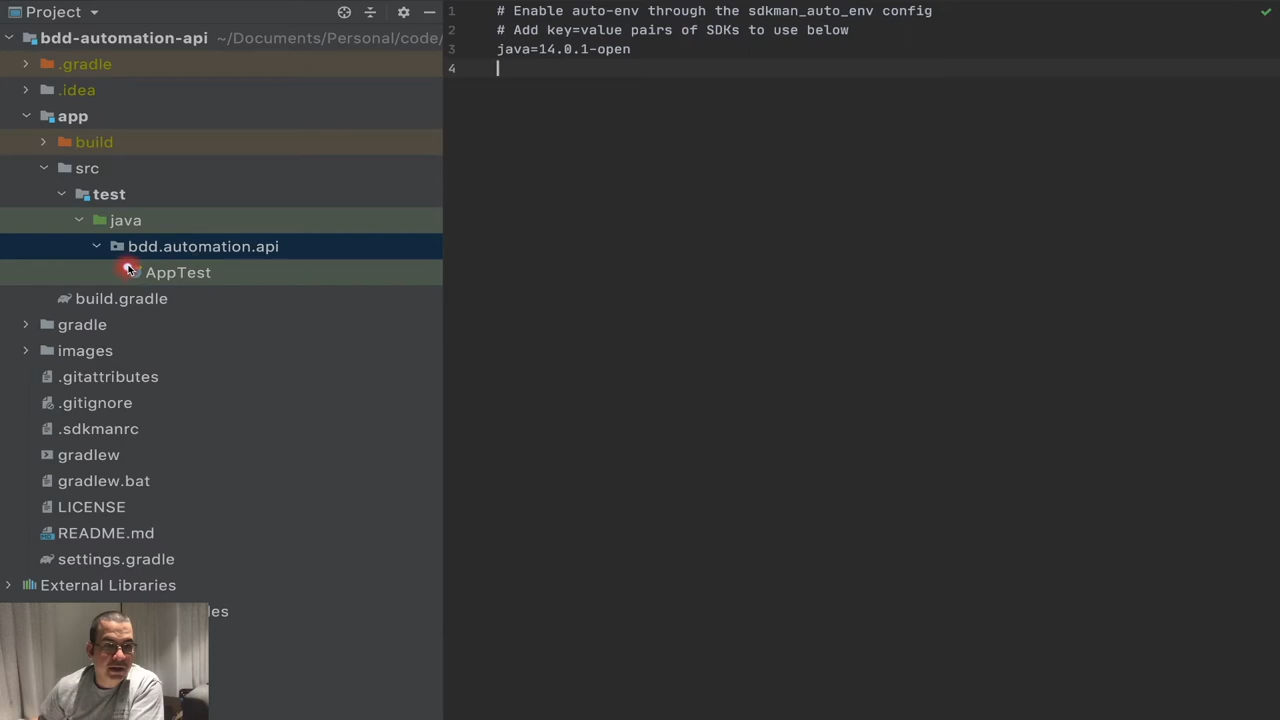 Project
bdd-automation-api ~/Documents/Personal/code/
.gradle
.idea
app
build
src
test
java
bdd.automation.api
AppTest
build.gradle
gradle
images
.gitattributes
.gitignore
.sdkmanrc
gradlew
gradlew.bat
LICENSE
README.md
settings.gradle
External Libraries
les
1 # Enable auto-env through the sdkman_auto_env config
2 # Add key=value pairs of SDKs to use below
3 java=14.0.1-open
4